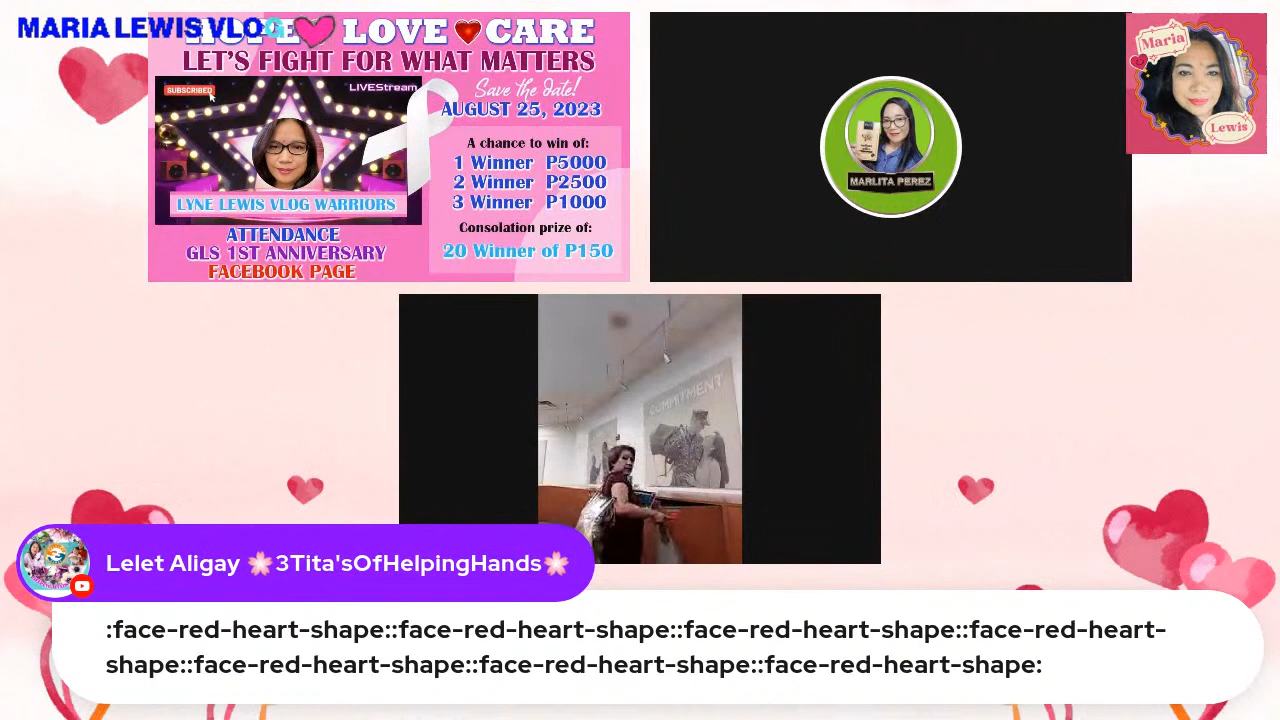 MARIA LEWIS VLOG
HOPE LOVE CARE
LET'S FIGHT FOR WHAT MATTERS
SUBSCRIBED
LIVEStream
Save the date!
AUGUST 25, 2023
A chance to win of:
1 Winner P5000
2 Winner P2500
3 Winner P1000
Consolation prize of:
20 Winner of P150
LYNE LEWIS VLOG WARRIORS
ATTENDANCE
GLS 1ST ANNIVERSARY
FACEBOOK PAGE
MARLITA PEREZ
Maria
Lewis
COMMITMENT
Lelet Aligay 🌸3Tita'sOfHelpingHands🌸
:face-red-heart-shape::face-red-heart-shape::face-red-heart-shape::face-red-heart-
shape::face-red-heart-shape::face-red-heart-shape::face-red-heart-shape: